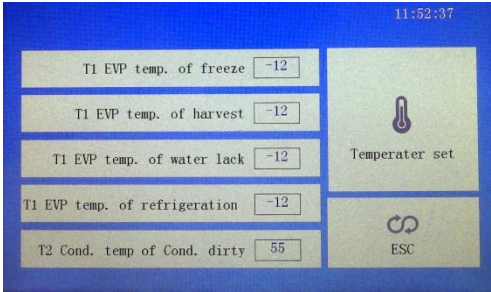 11:52:37
T1 EVP temp. of freeze -12
T1 EVP temp. of harvest -12
T1 EVP temp. of water lack -12
T1 EVP temp. of refrigeration -12
T2 Cond. temp of Cond. dirty 55
Temperater set
ESC